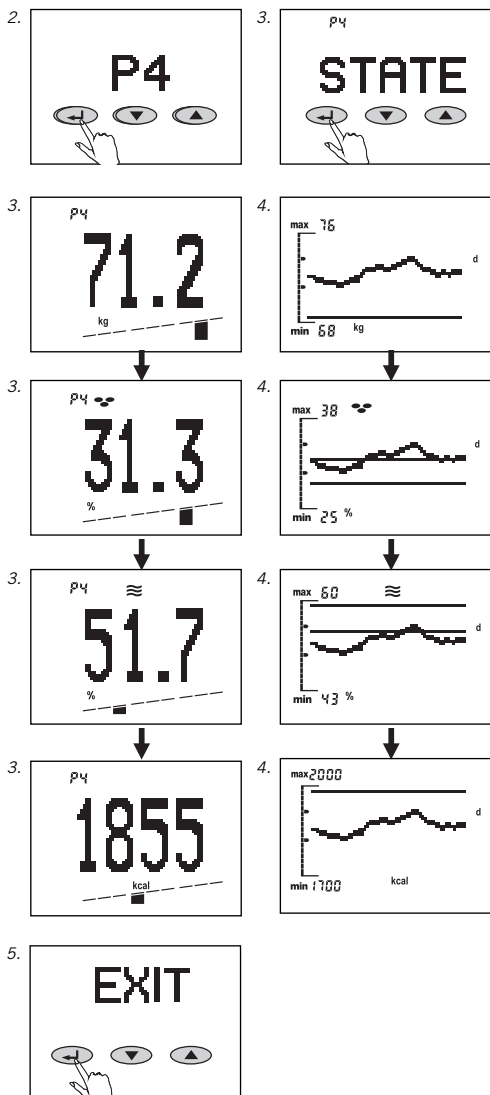 2.
P4
3.
P4
STATE
3.
P4
71.2
kg
4.
max 76
d
min 68 kg
3.
P4
31.3
%
4.
max 38
d
min 25 %
3.
P4
51.7
%
4.
max 60
d
min 43 %
3.
P4
1855
kcal
4.
max 2000
d
min 1700 kcal
5.
EXIT